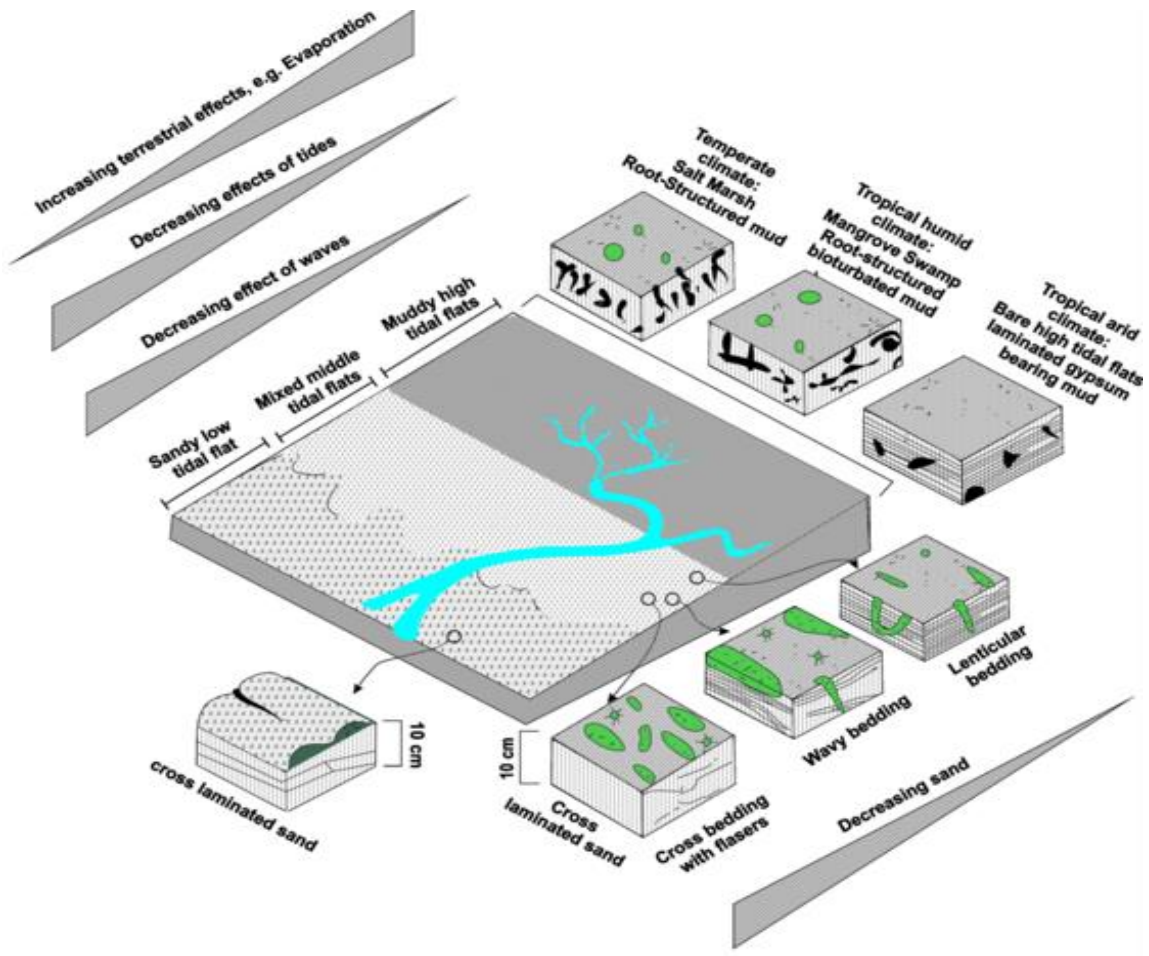 Increasing terrestrial effects, e.g. Evaporation
Decreasing effects of tides
Decreasing effect of waves
Temperate
climate:
Salt Marsh
Root-Structured mud
Tropical humid
climate:
Mangrove Swamp
Root-structured
bioturbated mud
Tropical arid
climate:
Bare high tidal flats
laminated gypsum
bearing mud
Muddy high
tidal flats
Mixed middle
tidal flats
Sandy low
tidal flat
Lenticular
bedding
Wavy bedding
10 cm
cross laminated sand
10 cm
Cross
laminated sand
Cross bedding
with flasers
Decreasing sand